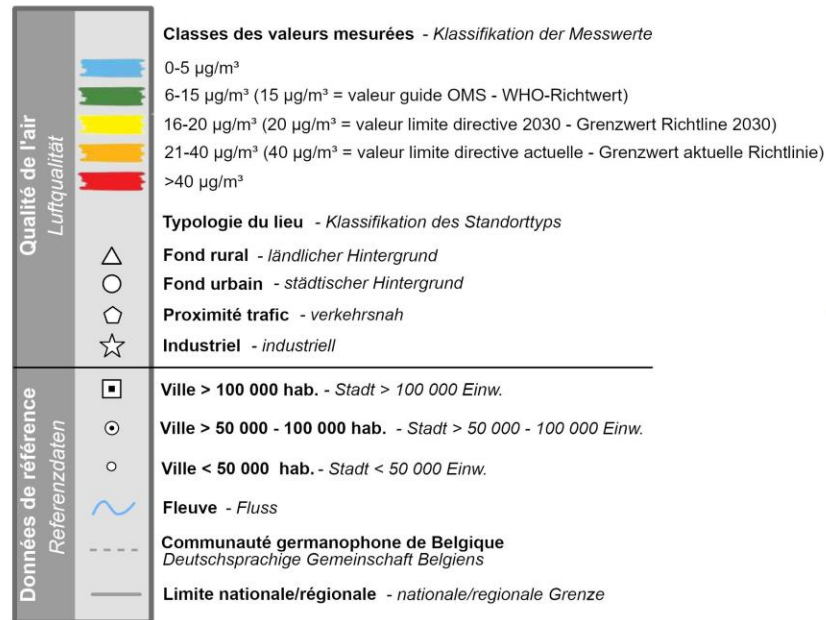 Qualité de l'air
Luftqualität
Classes des valeurs mesurées - Klassifikation der Messwerte
0-5 µg/m³
6-15 µg/m³ (15 µg/m³ = valeur guide OMS - WHO-Richtwert)
16-20 µg/m³ (20 µg/m³ = valeur limite directive 2030 - Grenzwert Richtline 2030)
21-40 µg/m³ (40 µg/m³ = valeur limite directive actuelle - Grenzwert aktuelle Richtlinie)
>40 µg/m³
Typologie du lieu - Klassifikation des Standorttyps
Fond rural - ländlicher Hintergrund
Fond urbain - städtischer Hintergrund
Proximité trafic - verkehrsnah
Industriel - industriell
Données de référence
Referenzdaten
Ville > 100 000 hab. - Stadt > 100 000 Einw.
Ville > 50 000 - 100 000 hab. - Stadt > 50 000 - 100 000 Einw.
Ville < 50 000 hab. - Stadt < 50 000 Einw.
Fleuve - Fluss
Communauté germanophone de Belgique
Deutschsprachige Gemeinschaft Belgiens
Limite nationale/régionale - nationale/regionale Grenze